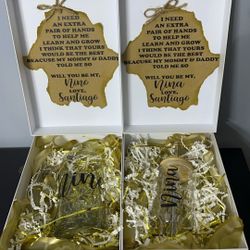 I NEED
AN EXTRA
PAIR OF HANDS
TO HELP ME
LEARN AND GROW
I THINK THAT YOURS
WOULD BE THE BEST
BEACUSE MY MOMMY & DADDY
TOLD ME SO
WILL YOU BE MY,
Nino
LOVE,
Santiago
I NEED
AN EXTRA
PAIR OF HANDS
TO HELP ME
LEARN AND GROW
I THINK THAT YOURS
WOULD BE THE BEST
BEACUSE MY MOMMY & DADDY
TOLD ME SO
WILL YOU BE MY,
Nina
LOVE,
Santiago
Nino
Nina